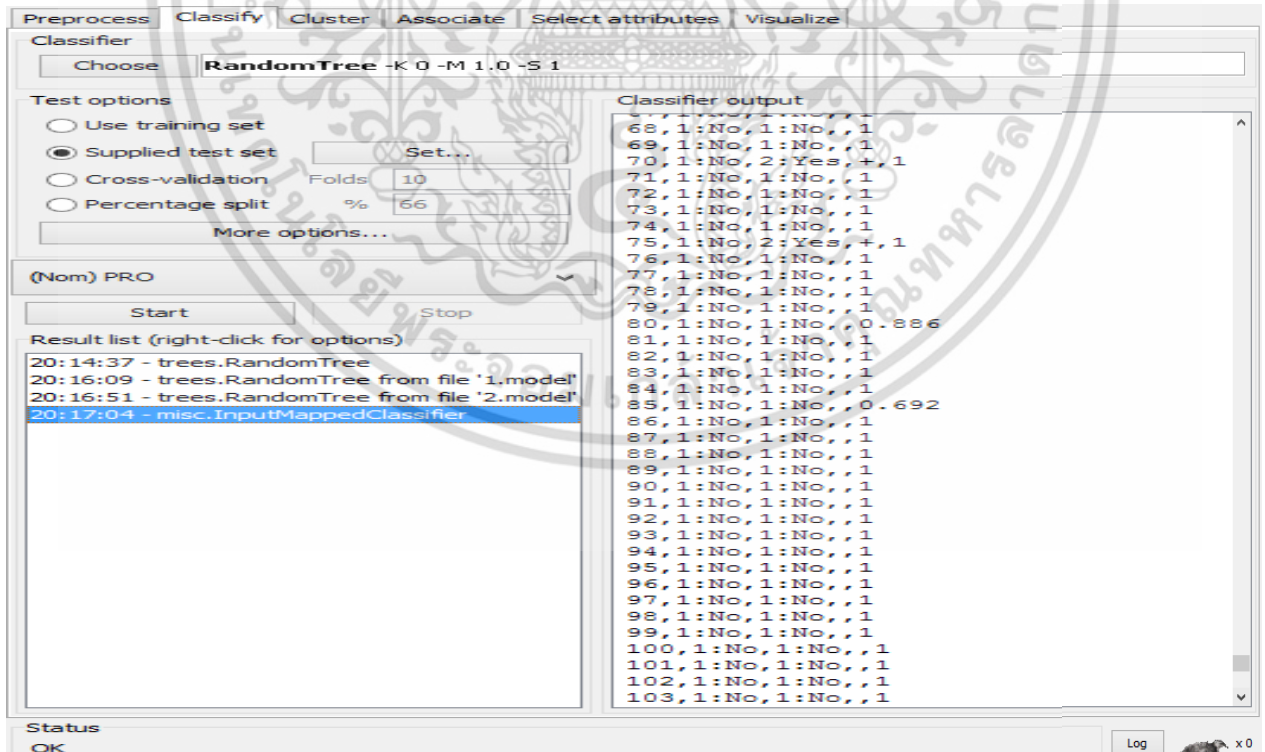 Preprocess Classify Cluster Associate Select attributes Visualize
Classifier
Choose RandomTree -K 0 -M 1.0 -S 1
Test options
Use training set
Supplied test set Set...
Cross-validation Folds 10
Percentage split % 66
More options...
(Nom) PRO
Start Stop
Result list (right-click for options)
20:14:37 - trees.RandomTree
20:16:09 - trees.RandomTree from file '1.model'
20:16:51 - trees.RandomTree from file '2.model'
20:17:04 - misc.InputMappedClassifier
Classifier output
68,1:No,1:No,,1
69,1:No,1:No,,1
70,1:No,2:Yes,+,1
71,1:No,1:No,,1
72,1:No,1:No,,1
73,1:No,1:No,,1
74,1:No,1:No,,1
75,1:No,2:Yes,+,1
76,1:No,1:No,,1
77,1:No,1:No,,1
78,1:No,1:No,,1
79,1:No,1:No,,1
80,1:No,1:No,,0.886
81,1:No,1:No,,1
82,1:No,1:No,,1
83,1:No,1:No,,1
84,1:No,1:No,,1
85,1:No,1:No,,0.692
86,1:No,1:No,,1
87,1:No,1:No,,1
88,1:No,1:No,,1
89,1:No,1:No,,1
90,1:No,1:No,,1
91,1:No,1:No,,1
92,1:No,1:No,,1
93,1:No,1:No,,1
94,1:No,1:No,,1
95,1:No,1:No,,1
96,1:No,1:No,,1
97,1:No,1:No,,1
98,1:No,1:No,,1
99,1:No,1:No,,1
100,1:No,1:No,,1
101,1:No,1:No,,1
102,1:No,1:No,,1
103,1:No,1:No,,1
Status
OK
Log x 0